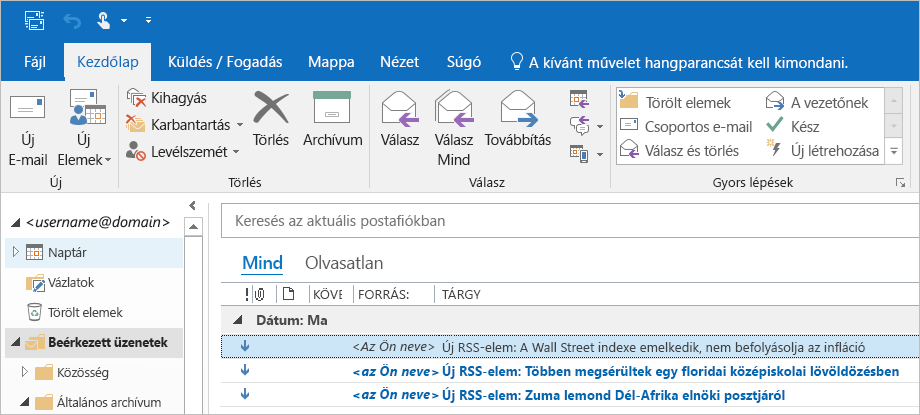 Fájl Kezdőlap Küldés / Fogadás Mappa Nézet Súgó A kívánt művelet hangparancsát kell kimondani.
Új E-mail
Új Elemek
Új
Kihagyás
Karbantartás
Levélszemét
Törlés
Archívum
Törlés
Válasz
Válasz Mind
Továbbítás
Válasz
Törölt elemek
Csoportos e-mail
Válasz és törlés
A vezetőnek
Kész
Új létrehozása
Gyors lépések
<username@domain>
Naptár
Vázlatok
Törölt elemek
Beérkezett üzenetek
Közösség
Általános archívum
Keresés az aktuális postafiókban
Mind Olvasatlan
! KÖVE FORRÁS: TÁRGY
Dátum: Ma
<Az Ön neve> Új RSS-elem: A Wall Street indexe emelkedik, nem befolyásolja az infláció
<az Ön neve> Új RSS-elem: Többen megsérültek egy floridai középiskolai lövöldözésben
<az Ön neve> Új RSS-elem: Zuma lemond Dél-Afrika elnöki posztjáról